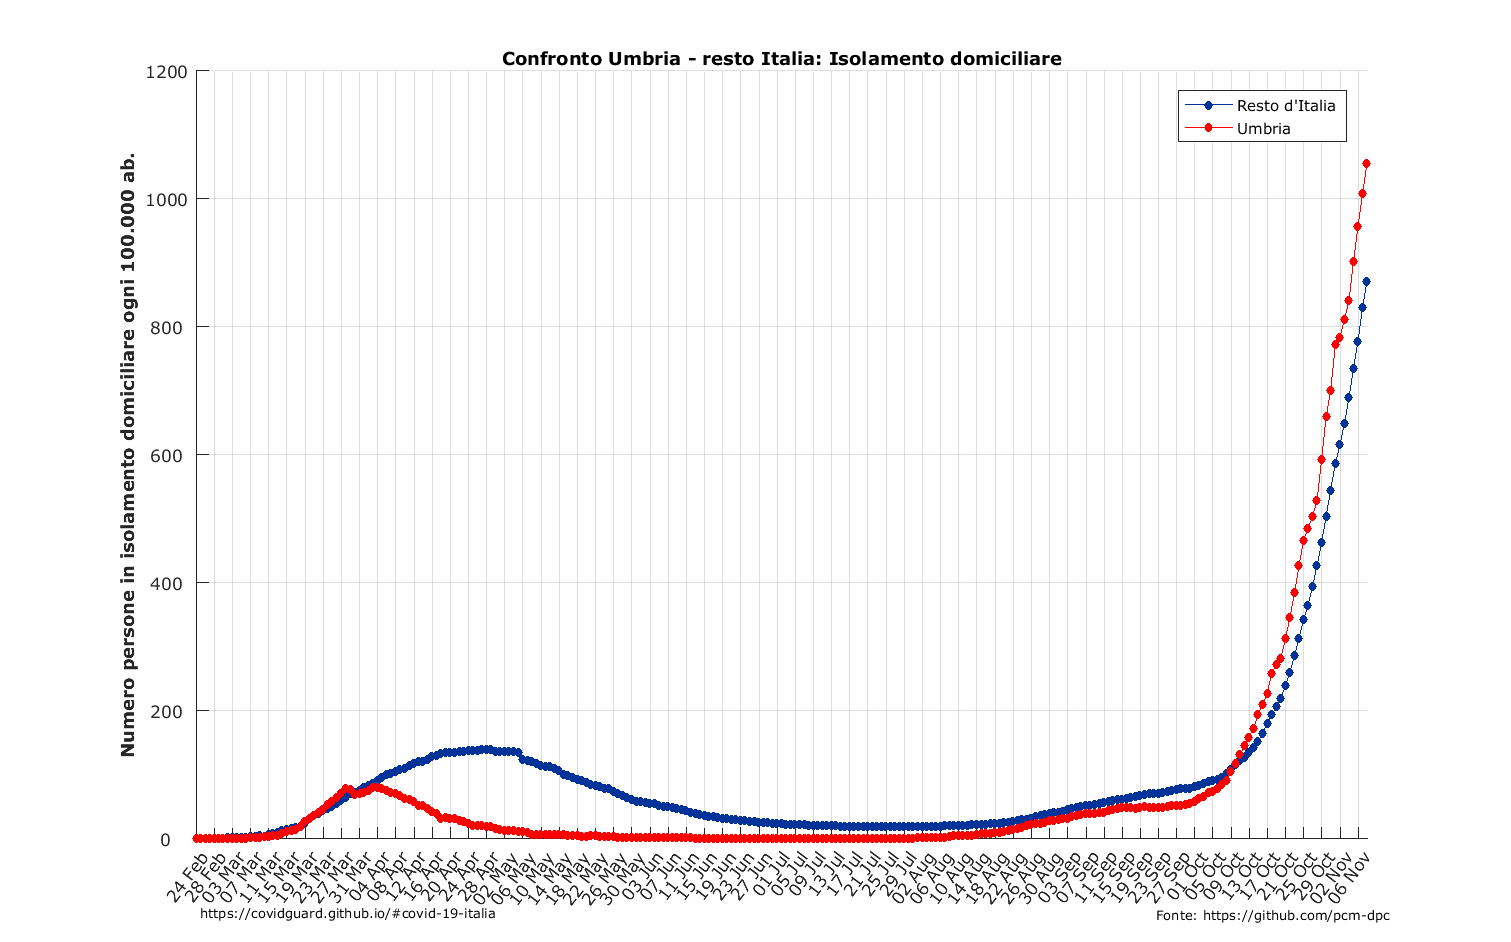 Confronto Umbria - resto Italia: Isolamento domiciliare
Resto d'Italia
Umbria
Numero persone in isolamento domiciliare ogni 100.000 ab.
1200
1000
800
600
400
200
0
24 Feb
28 Feb
03 Mar
07 Mar
11 Mar
15 Mar
19 Mar
23 Mar
27 Mar
31 Mar
04 Apr
08 Apr
12 Apr
16 Apr
20 Apr
24 Apr
28 Apr
02 May
06 May
10 May
14 May
18 May
22 May
26 May
30 May
03 Jun
07 Jun
11 Jun
15 Jun
19 Jun
23 Jun
27 Jun
01 Jul
05 Jul
09 Jul
13 Jul
17 Jul
21 Jul
25 Jul
29 Jul
02 Aug
06 Aug
10 Aug
14 Aug
18 Aug
22 Aug
26 Aug
30 Aug
03 Sep
07 Sep
11 Sep
15 Sep
19 Sep
23 Sep
27 Sep
01 Oct
05 Oct
09 Oct
13 Oct
17 Oct
21 Oct
25 Oct
29 Oct
02 Nov
06 Nov
https://covidguard.github.io/#covid-19-italia
Fonte: https://github.com/pcm-dpc